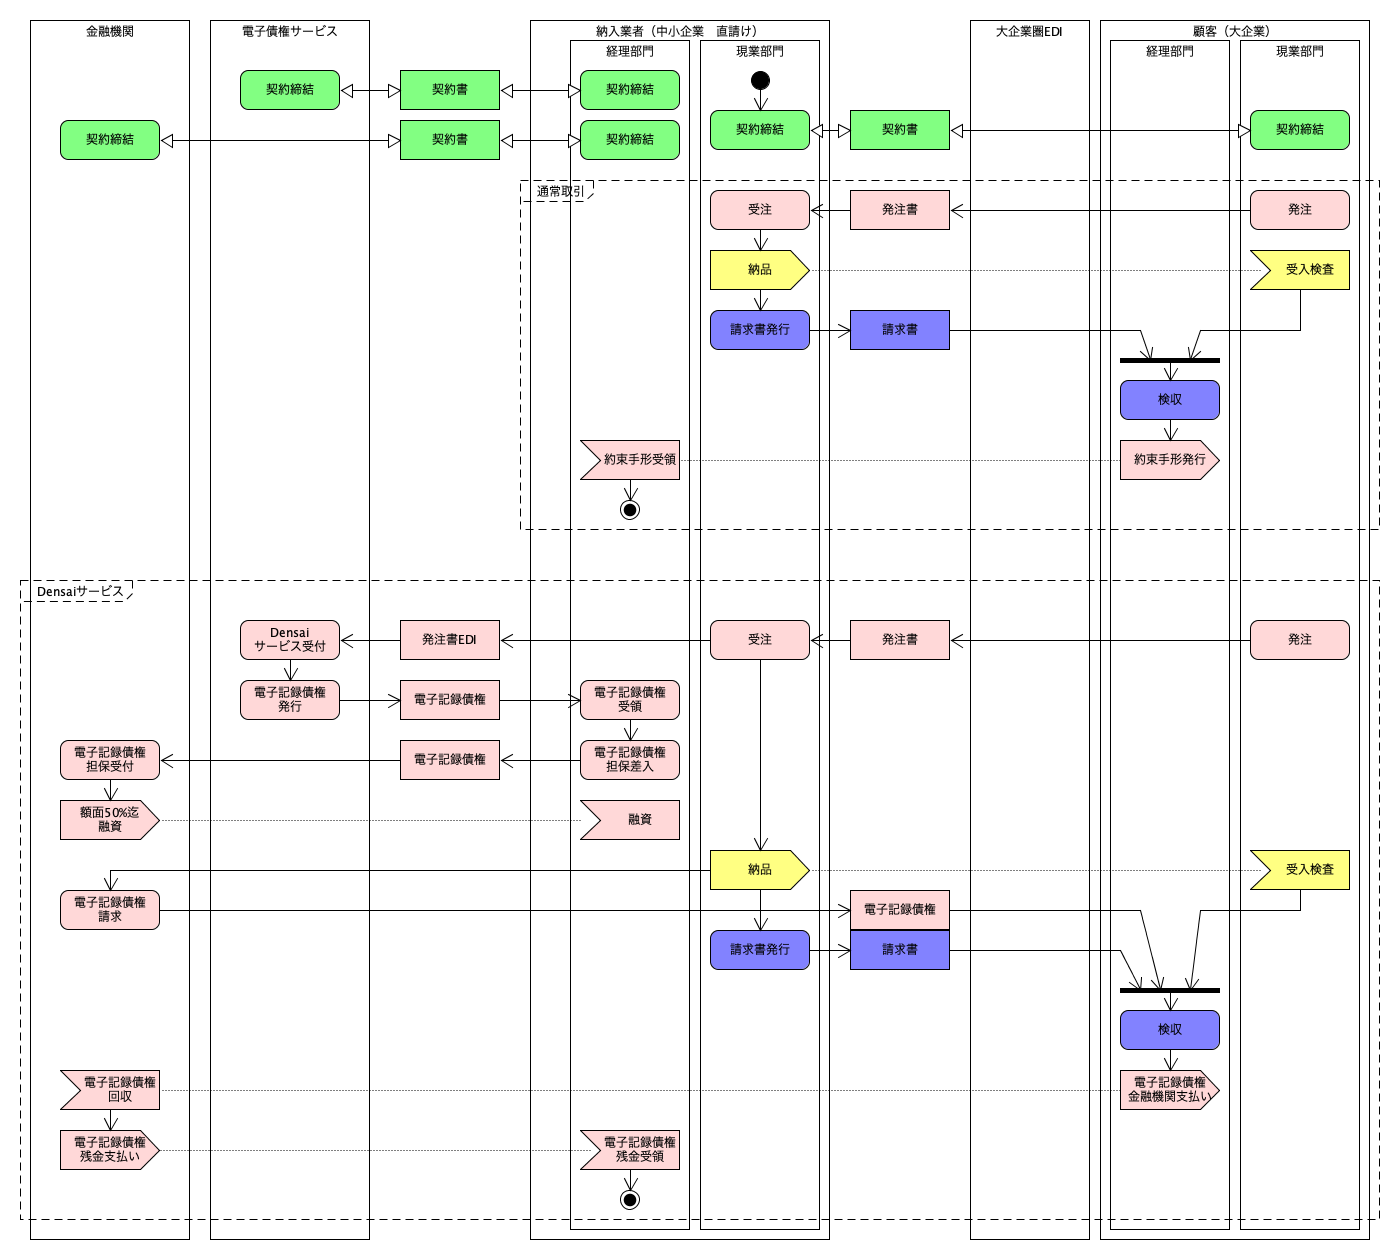 金融機関
電子債権サービス
納入業者（中小企業　直請け）
大企業圏EDI
顧客（大企業）
経理部門
現業部門
経理部門
現業部門
契約締結
契約書
契約締結
契約締結
契約書
契約締結
契約締結
契約書
契約締結
通常取引
受注
発注書
発注
納品
受入検査
請求書発行
請求書
検収
約束手形受領
約束手形発行
Densaiサービス
Densai
サービス受付
発注書EDI
受注
発注書
発注
電子記録債権
発行
電子記録債権
電子記録債権
受領
電子記録債権
担保受付
電子記録債権
電子記録債権
担保差入
額面50%迄
融資
融資
納品
受入検査
電子記録債権
請求
電子記録債権
請求書発行
請求書
検収
電子記録債権
回収
電子記録債権
金融機関支払い
電子記録債権
残金支払い
電子記録債権
残金受領